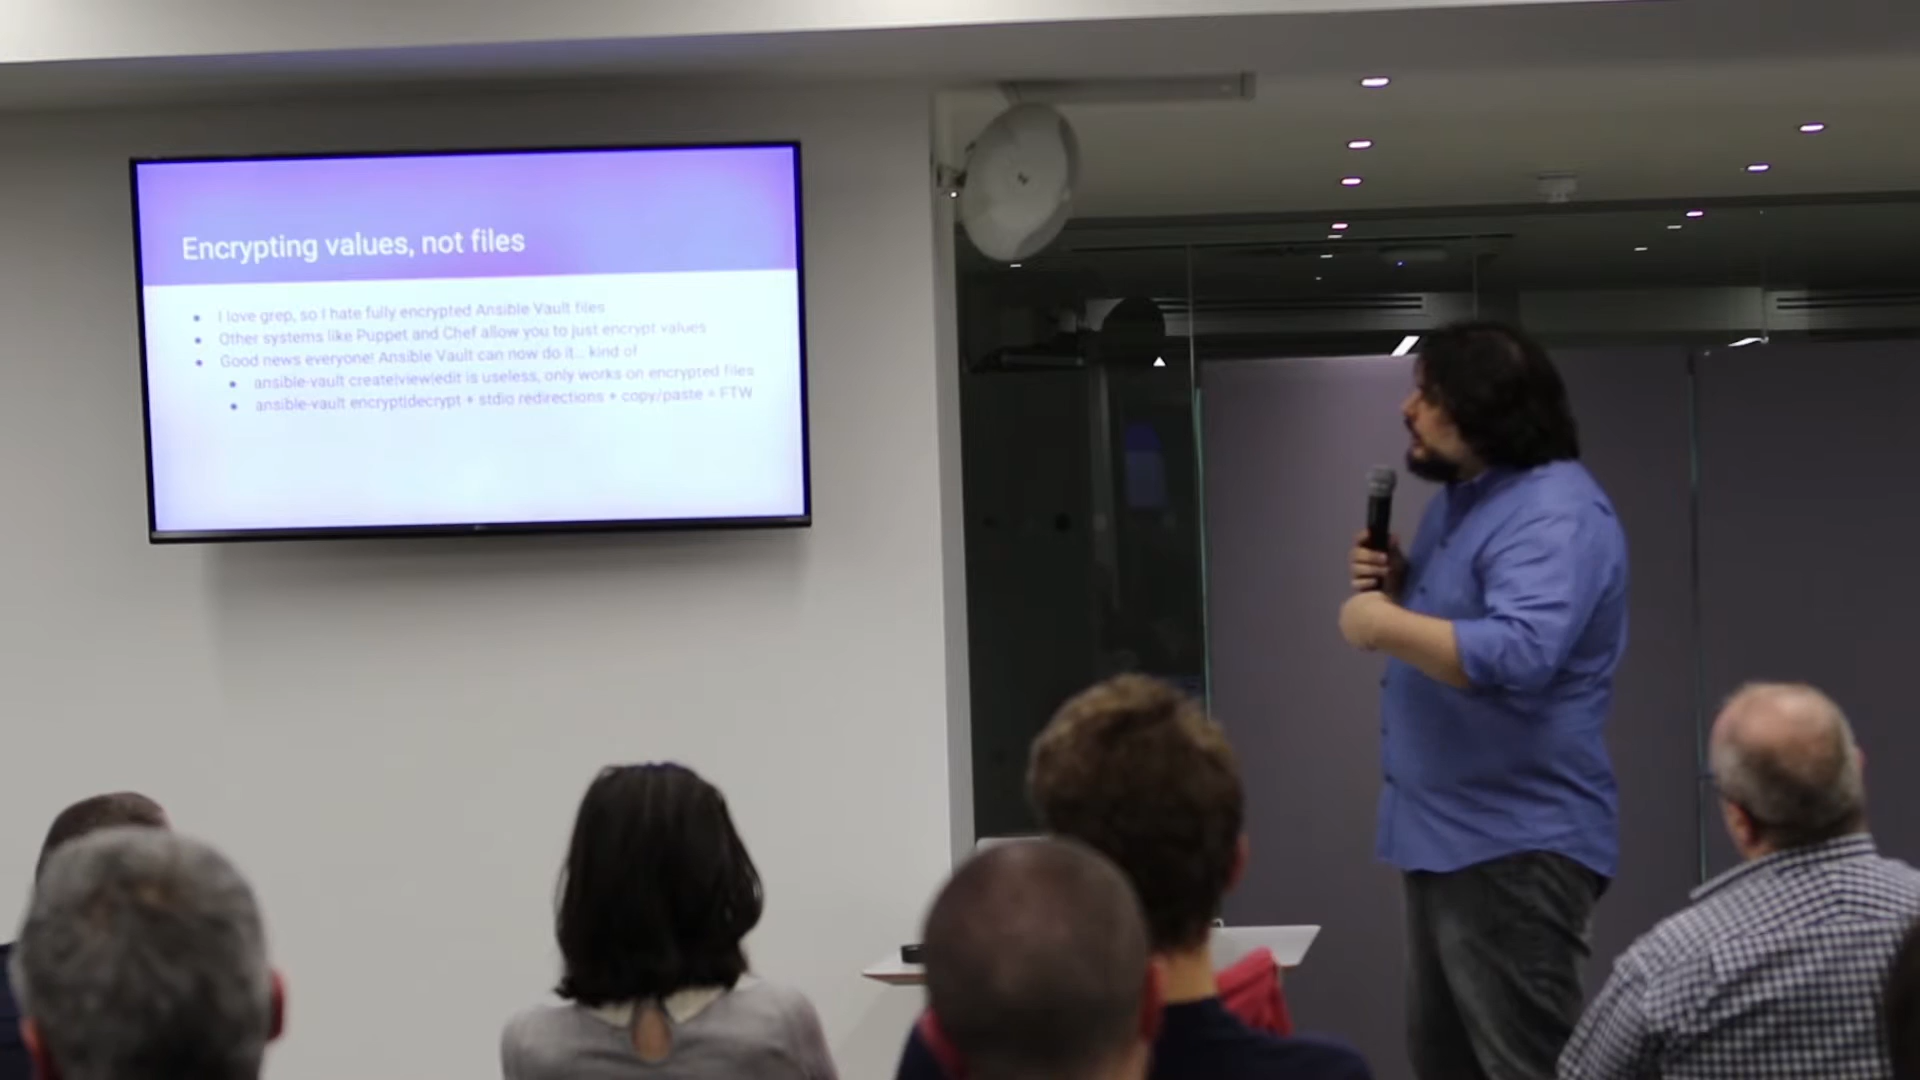 Encrypting values, not files
• I love grep, so I hate fully encrypted Ansible Vault files
• Other systems like Puppet and Chef allow you to just encrypt values
• Good news everyone! Ansible Vault can now do it... kind of
• ansible-vault create|view|edit is useless, only works on encrypted files
• ansible-vault encrypt|decrypt + stdio redirections + copy/paste = FTW